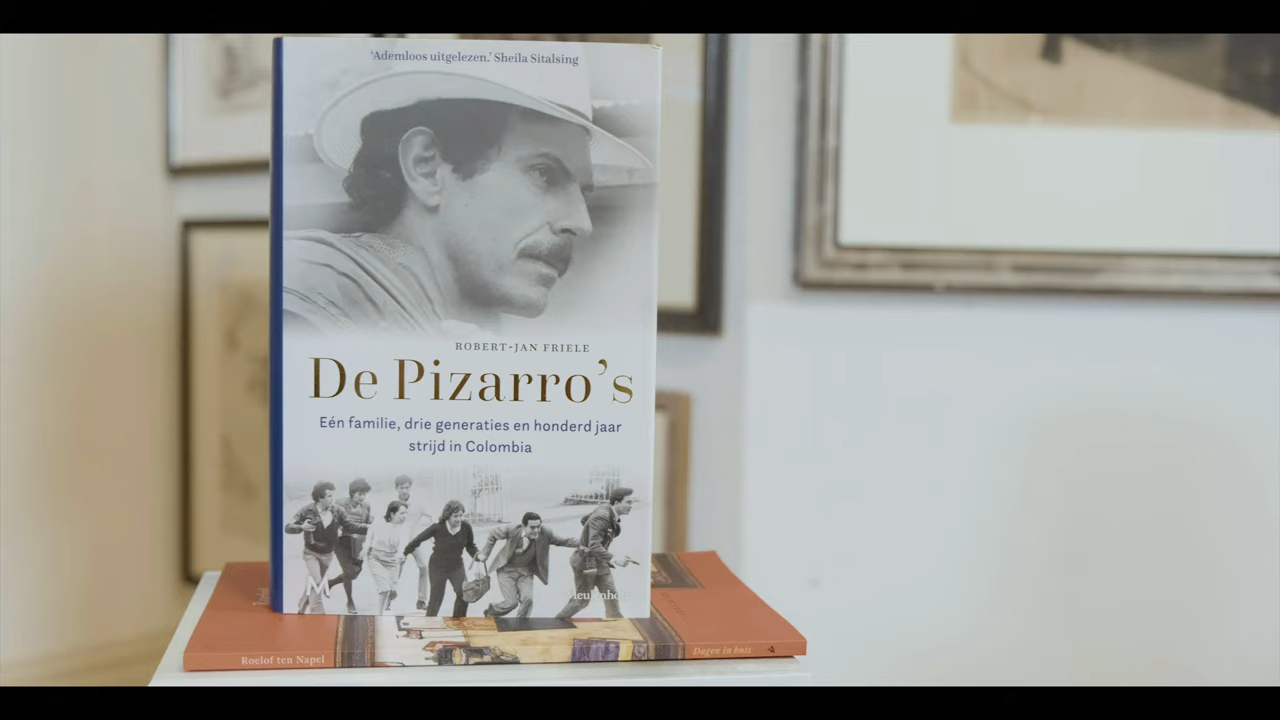 'Ademloos uitgelezen.' Sheila Sitalsing
ROBERT-JAN FRIELE
De Pizarro's
Eén familie, drie generaties en honderd jaar
strijd in Colombia
M
Meulenhoff
Roelof ten Napel
Dagen in huis